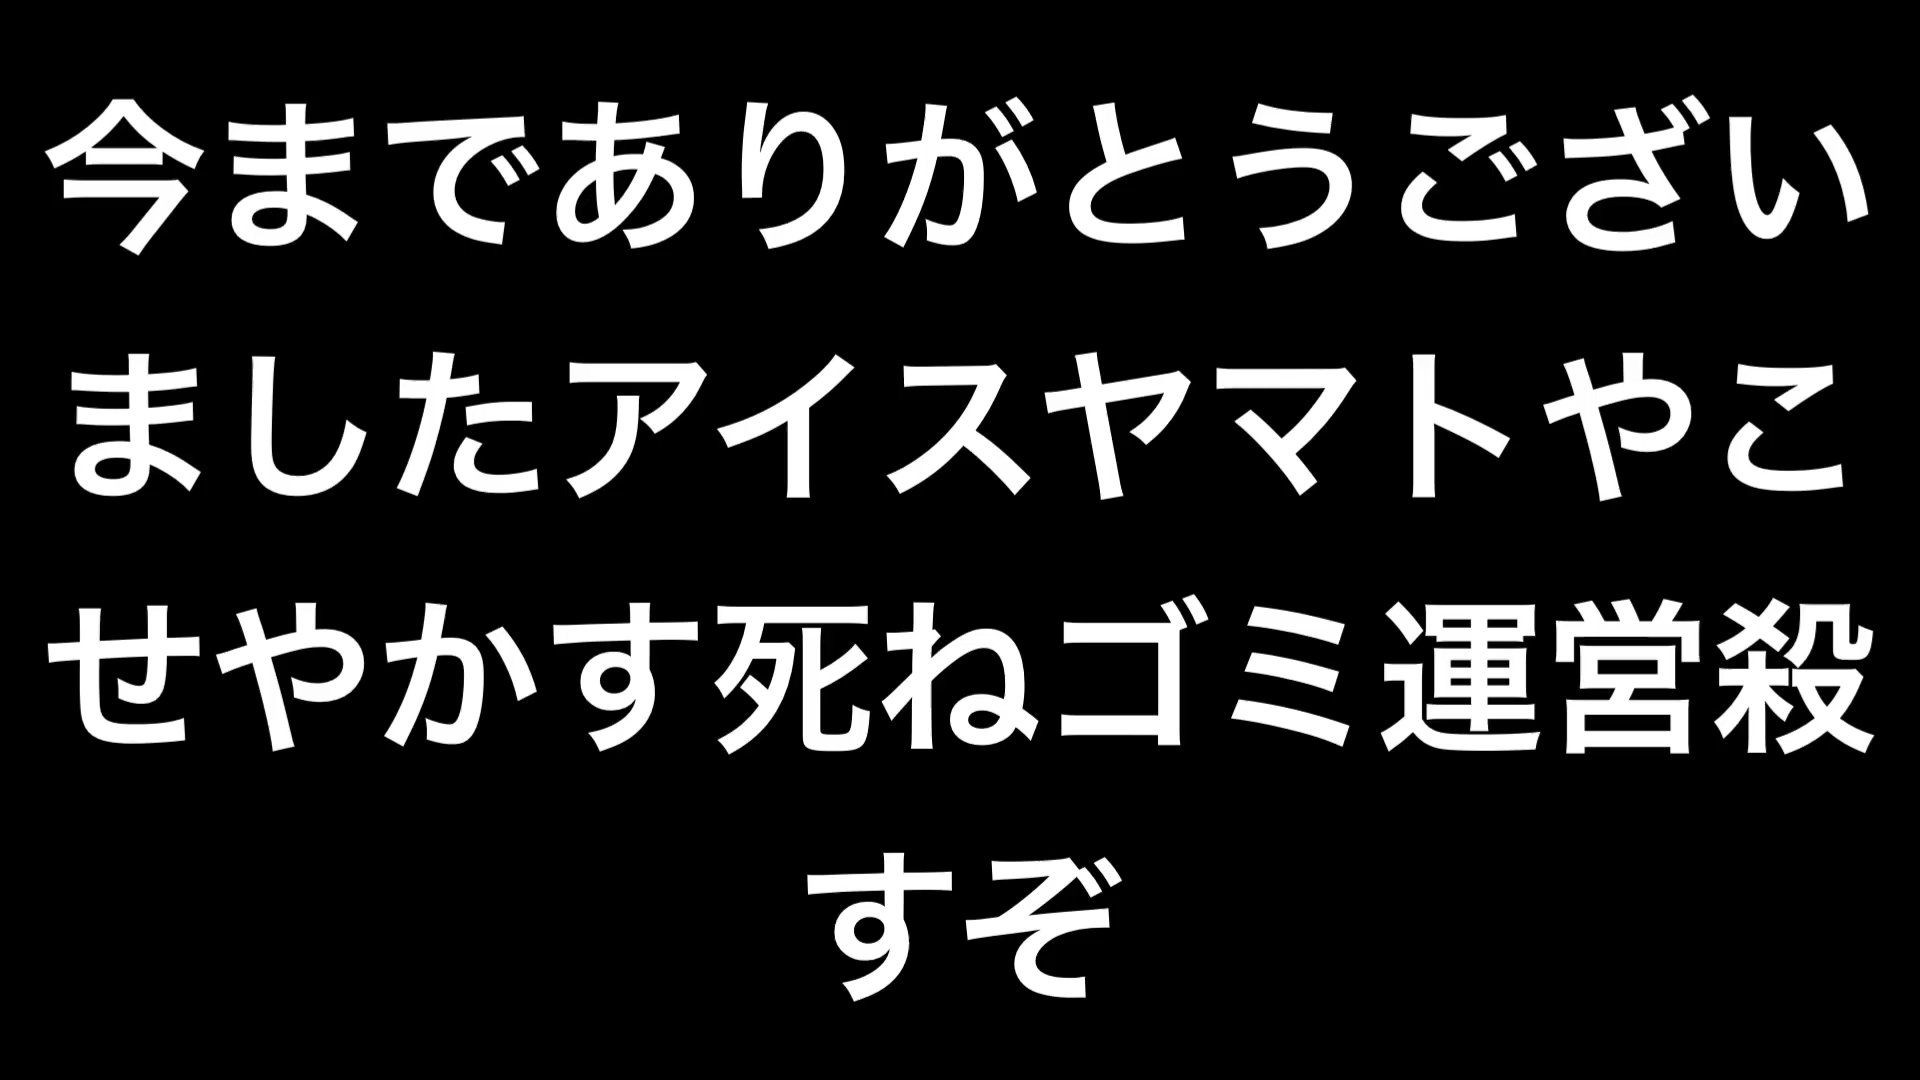 今まてありがとうござい
ましたアイスヤマトやこ
せやかす死ねゴミ運営殺
すぞ